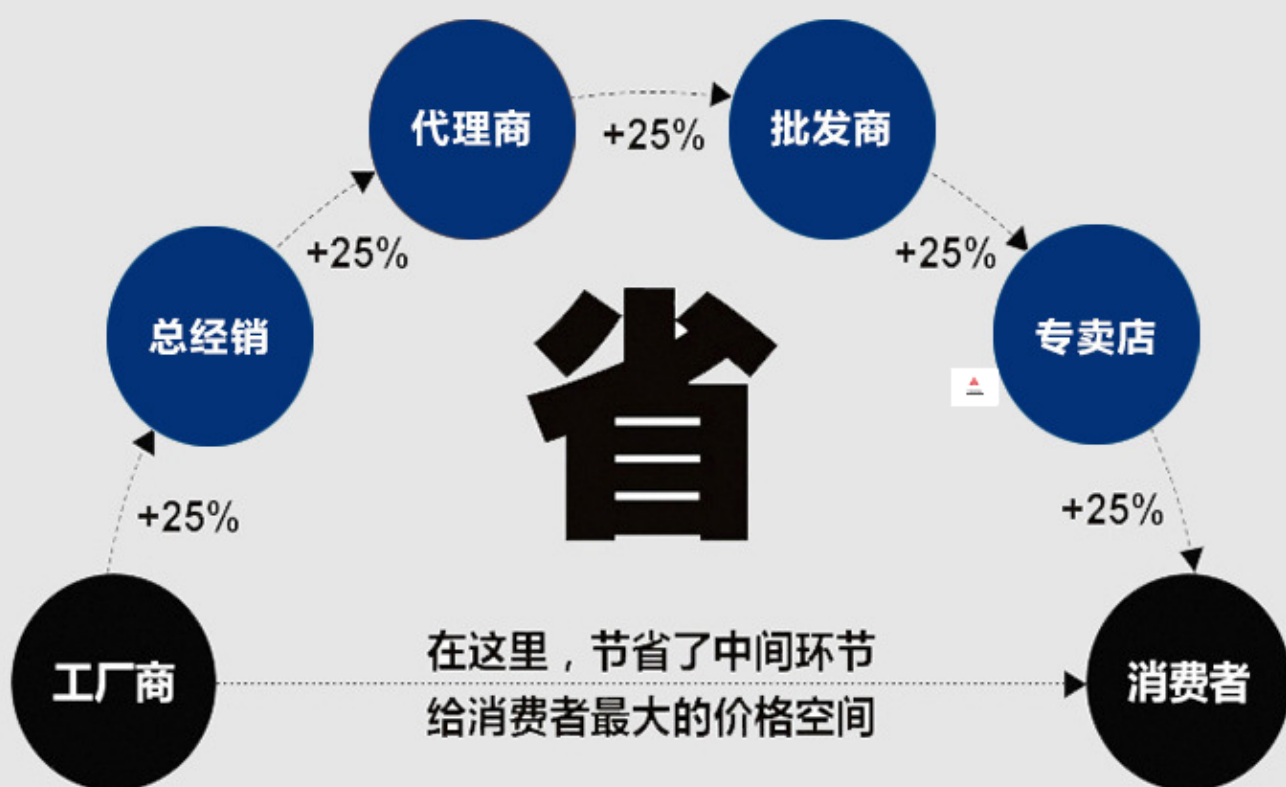 代理商
+25%
批发商
+25%
+25%
总经销
专卖店
省
+25%
+25%
工厂商
在这里，节省了中间环节
给消费者最大的价格空间
消费者